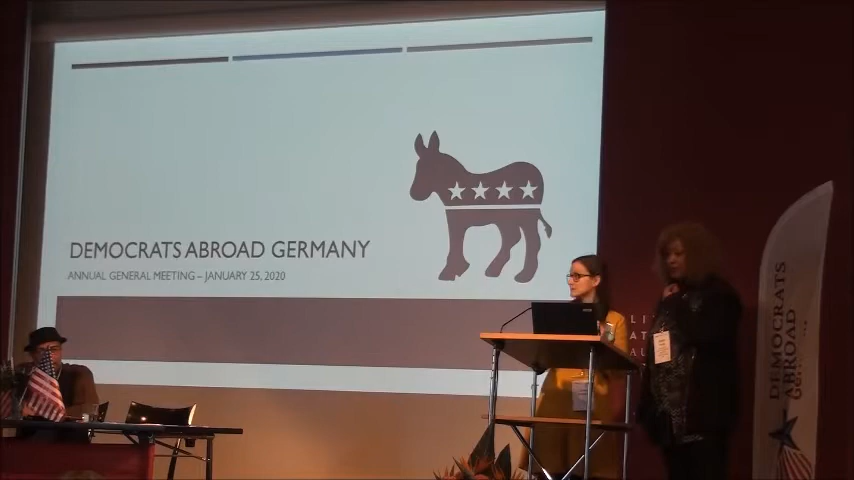 DEMOCRATS ABROAD GERMANY
ANNUAL GENERAL MEETING – JANUARY 25, 2020
DEMOCRATS
ABROAD